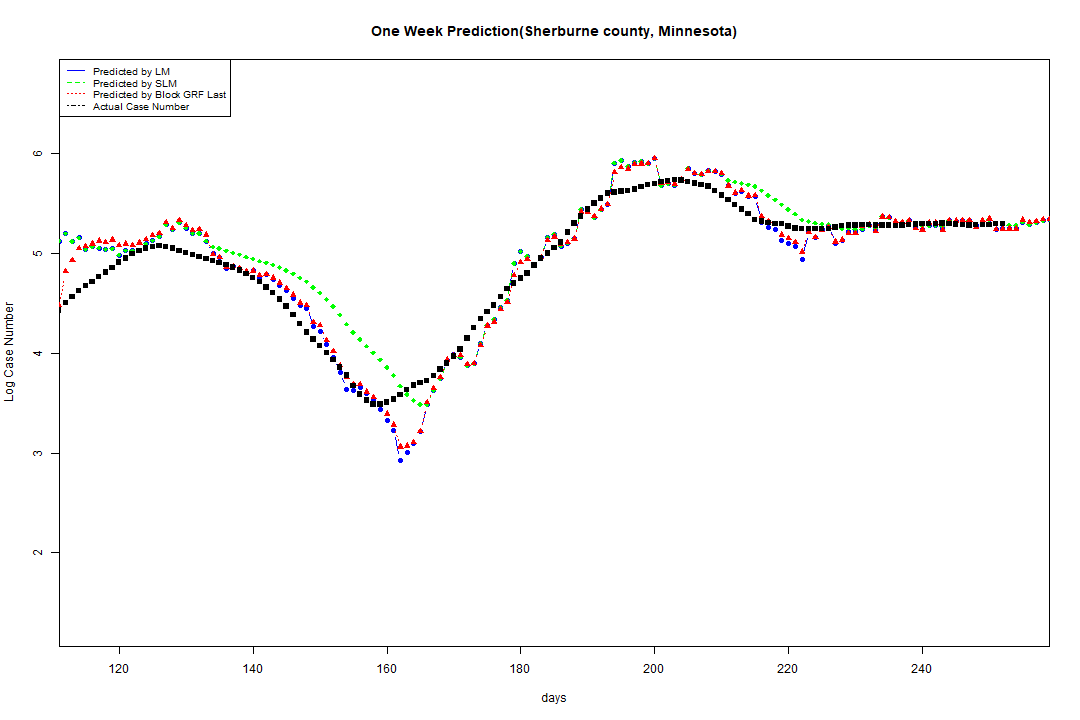 One Week Prediction(Sherburne county, Minnesota)
Predicted by LM
Predicted by SLM
Predicted by Block GRF Last
Actual Case Number
6
5
4
3
2
Log Case Number
120 140 160 180 200 220 240
days